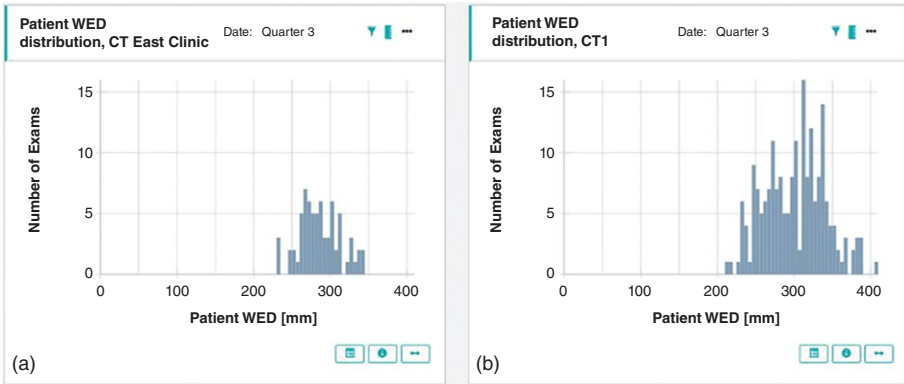 Patient WED
distribution, CT East Clinic
Date: Quarter 3
Number of Exams
15
10
5
0
0 100 200 300 400
Patient WED [mm]
(a)
Patient WED
distribution, CT1
Date: Quarter 3
Number of Exams
15
10
5
0
0 100 200 300 400
Patient WED [mm]
(b)